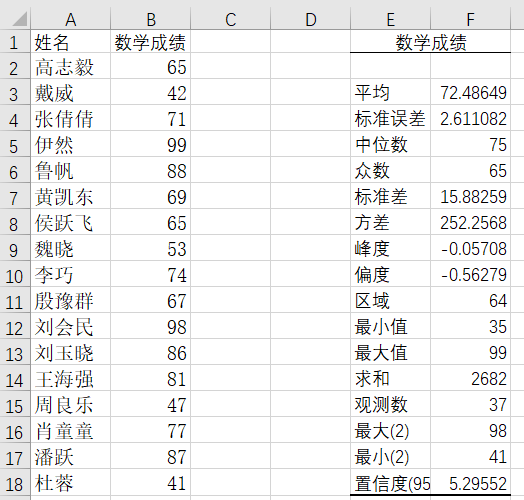 A B C D E F
1 姓名 数学成绩 数学成绩
2 高志毅 65
3 戴威 42 平均 72.48649
4 张倩倩 71 标准误差 2.611082
5 伊然 99 中位数 75
6 鲁帆 88 众数 65
7 黄凯东 69 标准差 15.88259
8 侯跃飞 65 方差 252.2568
9 魏晓 53 峰度 -0.05708
10 李巧 74 偏度 -0.56279
11 殷豫群 67 区域 64
12 刘会民 98 最小值 35
13 刘玉晓 86 最大值 99
14 王海强 81 求和 2682
15 周良乐 47 观测数 37
16 肖童童 77 最大(2) 98
17 潘跃 87 最小(2) 41
18 杜蓉 41 置信度(95 5.29552